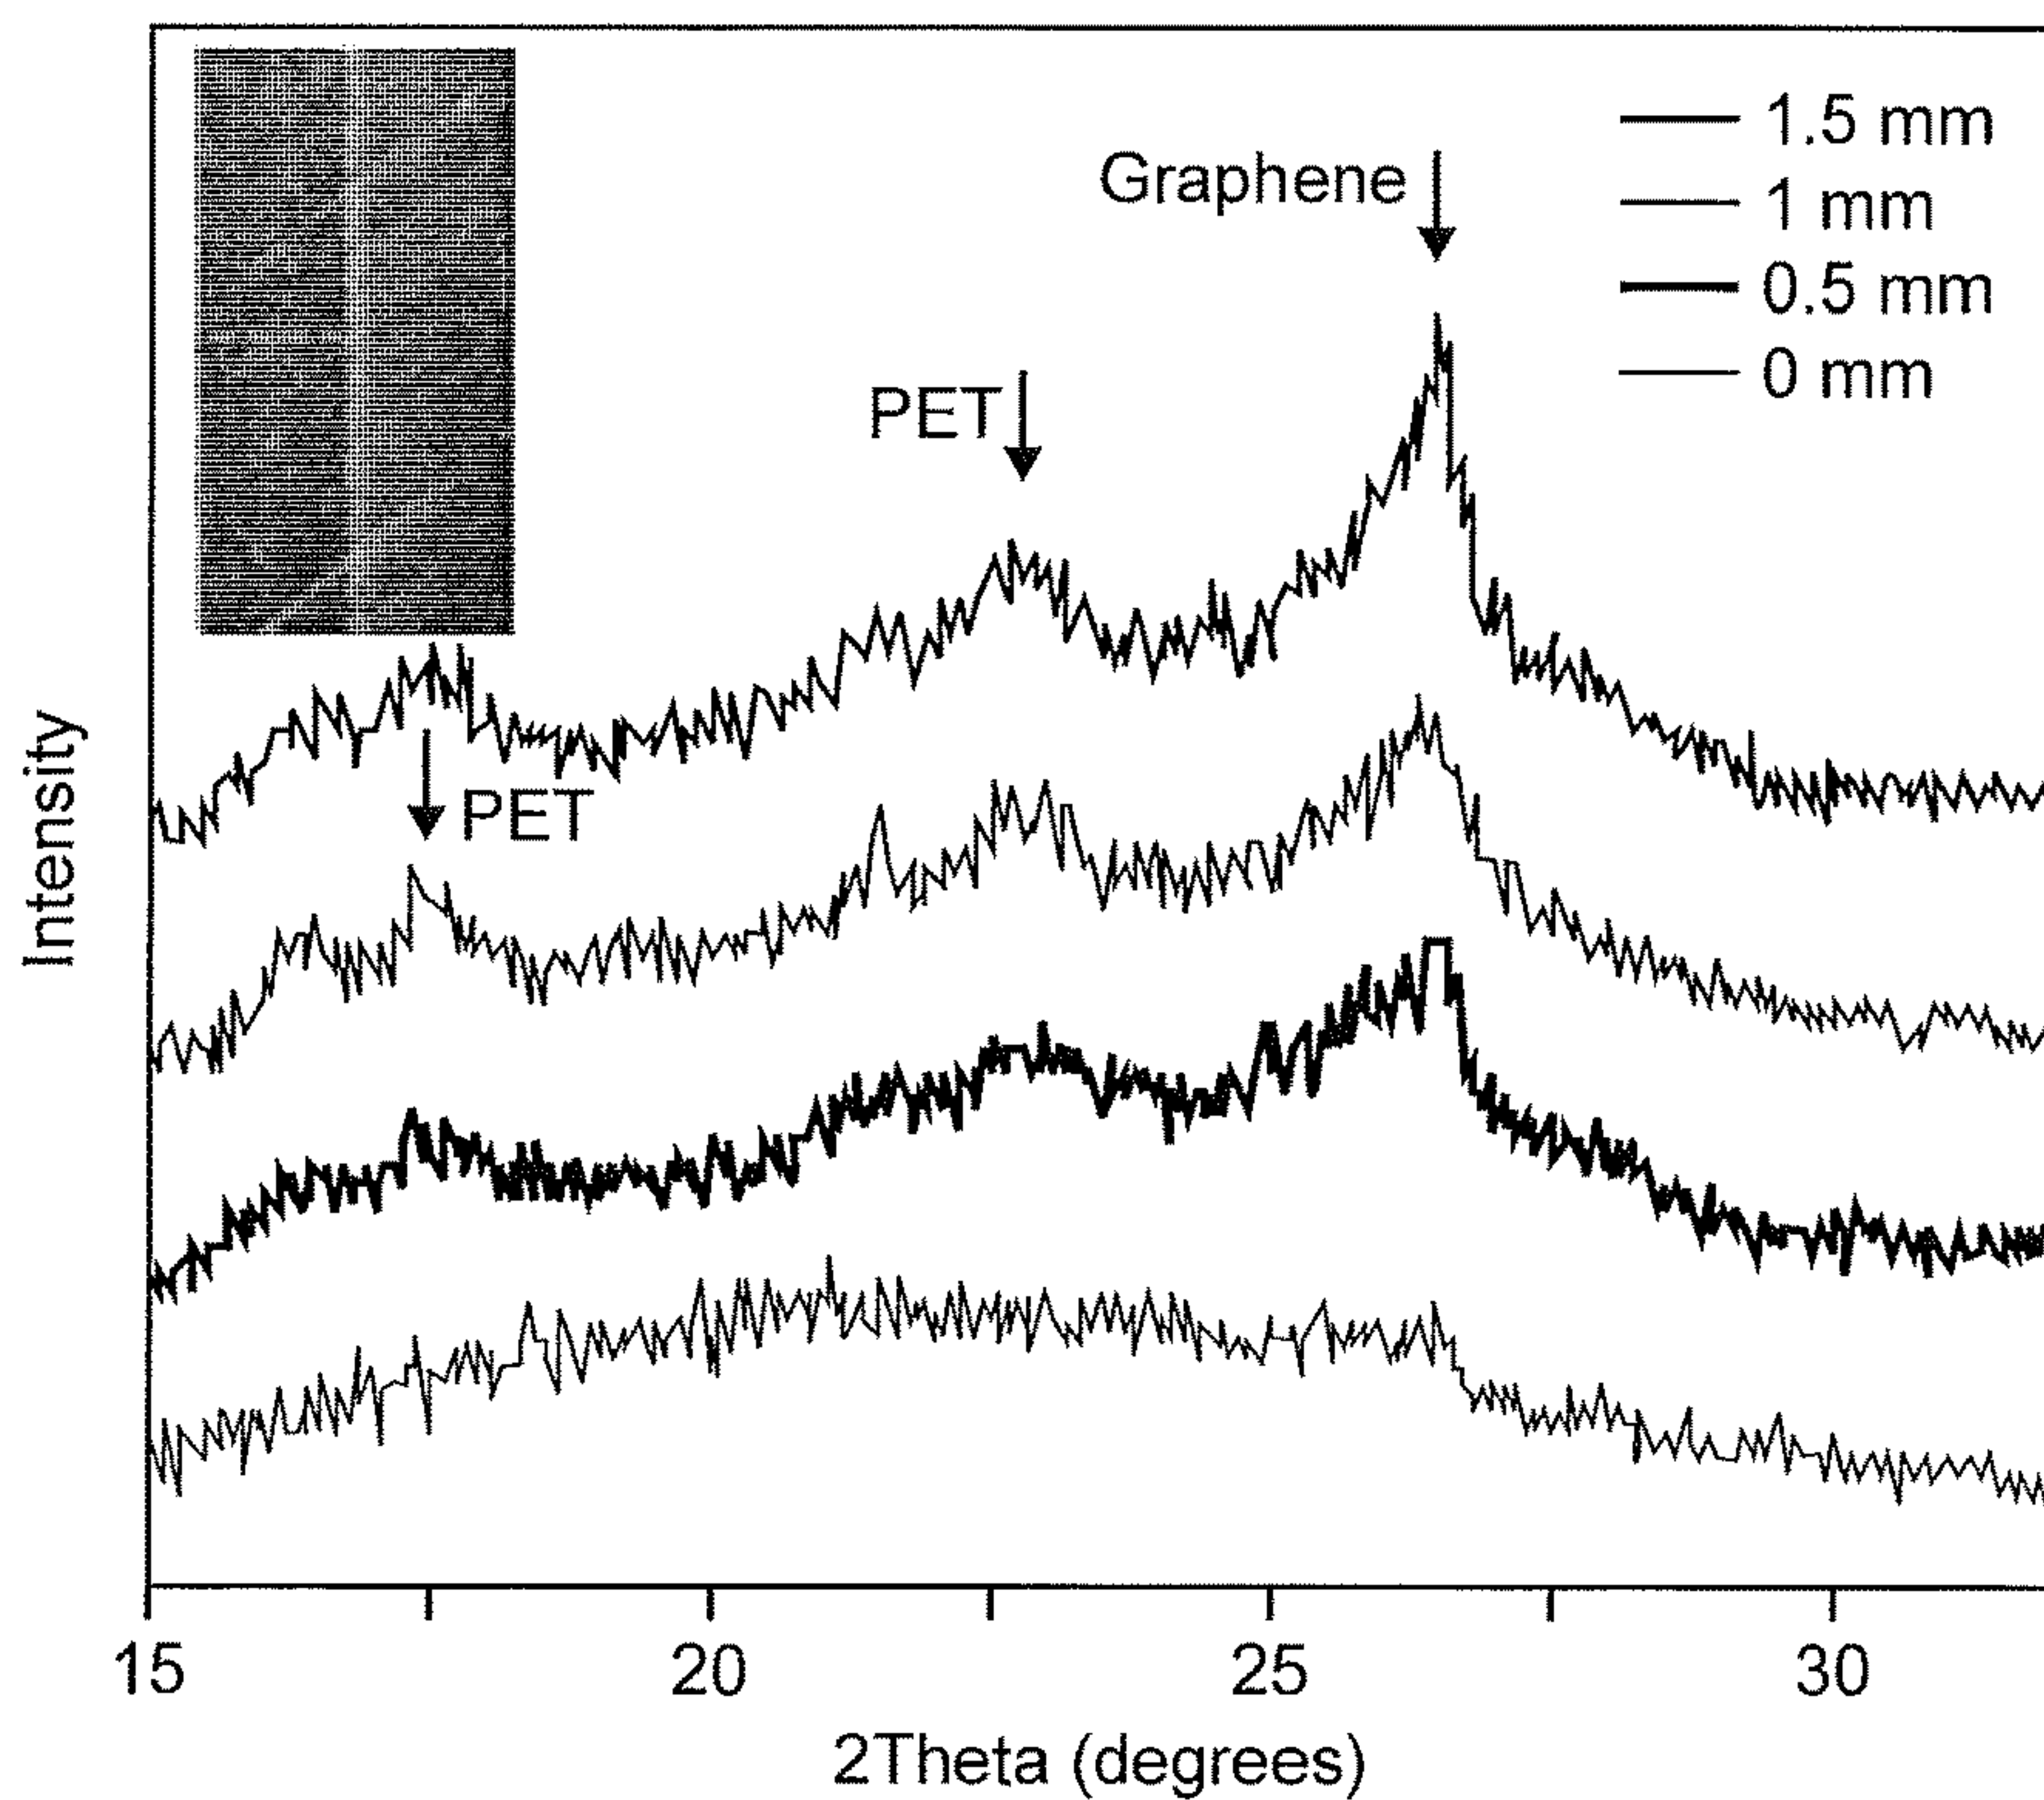 1.5 mm
Graphene
1 mm
0.5 mm
PET
0 mm
PET
Intensity
15 20 25 30
2Theta (degrees)